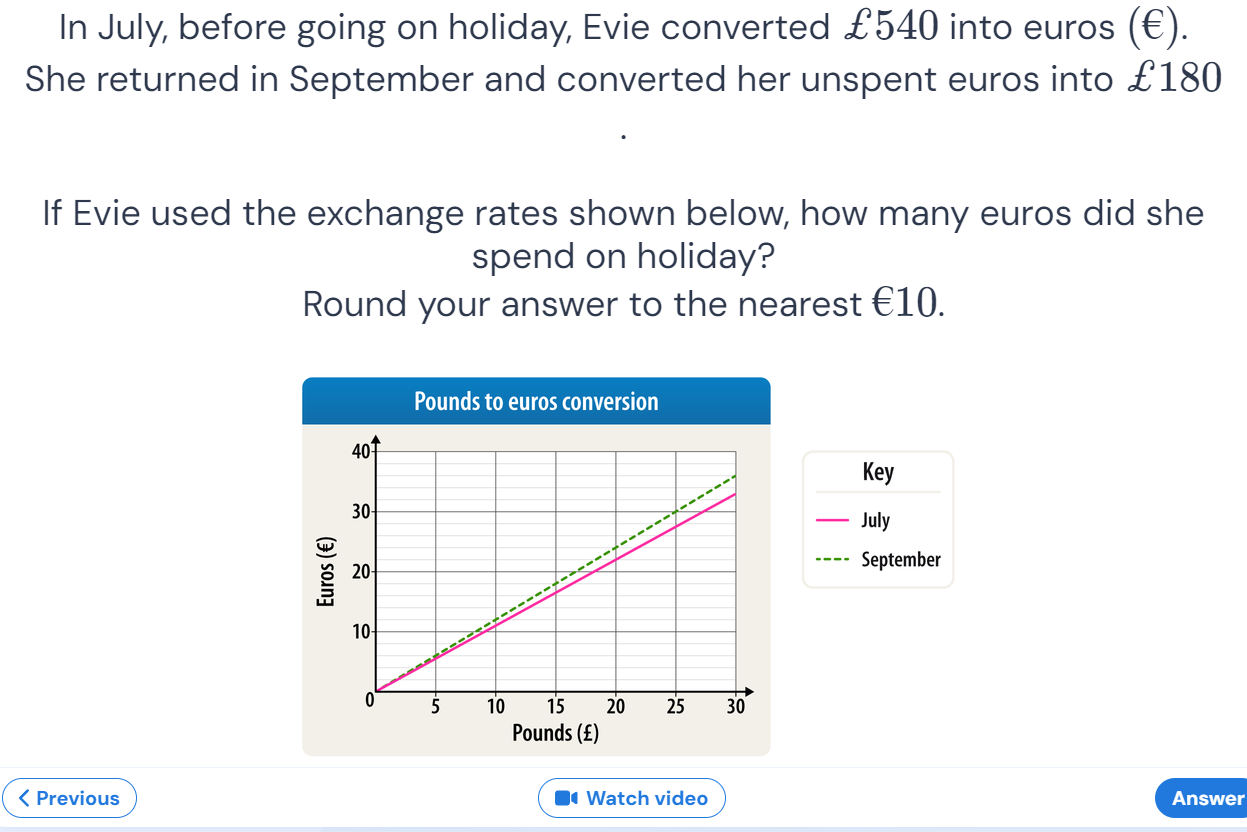 In July, before going on holiday, Evie converted £540 into euros (€).
She returned in September and converted her unspent euros into £180
.
If Evie used the exchange rates shown below, how many euros did she
spend on holiday?
Round your answer to the nearest €10.
Pounds to euros conversion
40
30
20
10
0
5 10 15 20 25 30
Euros (€)
Pounds (£)
Key
July
September
Previous
Watch video
Answer